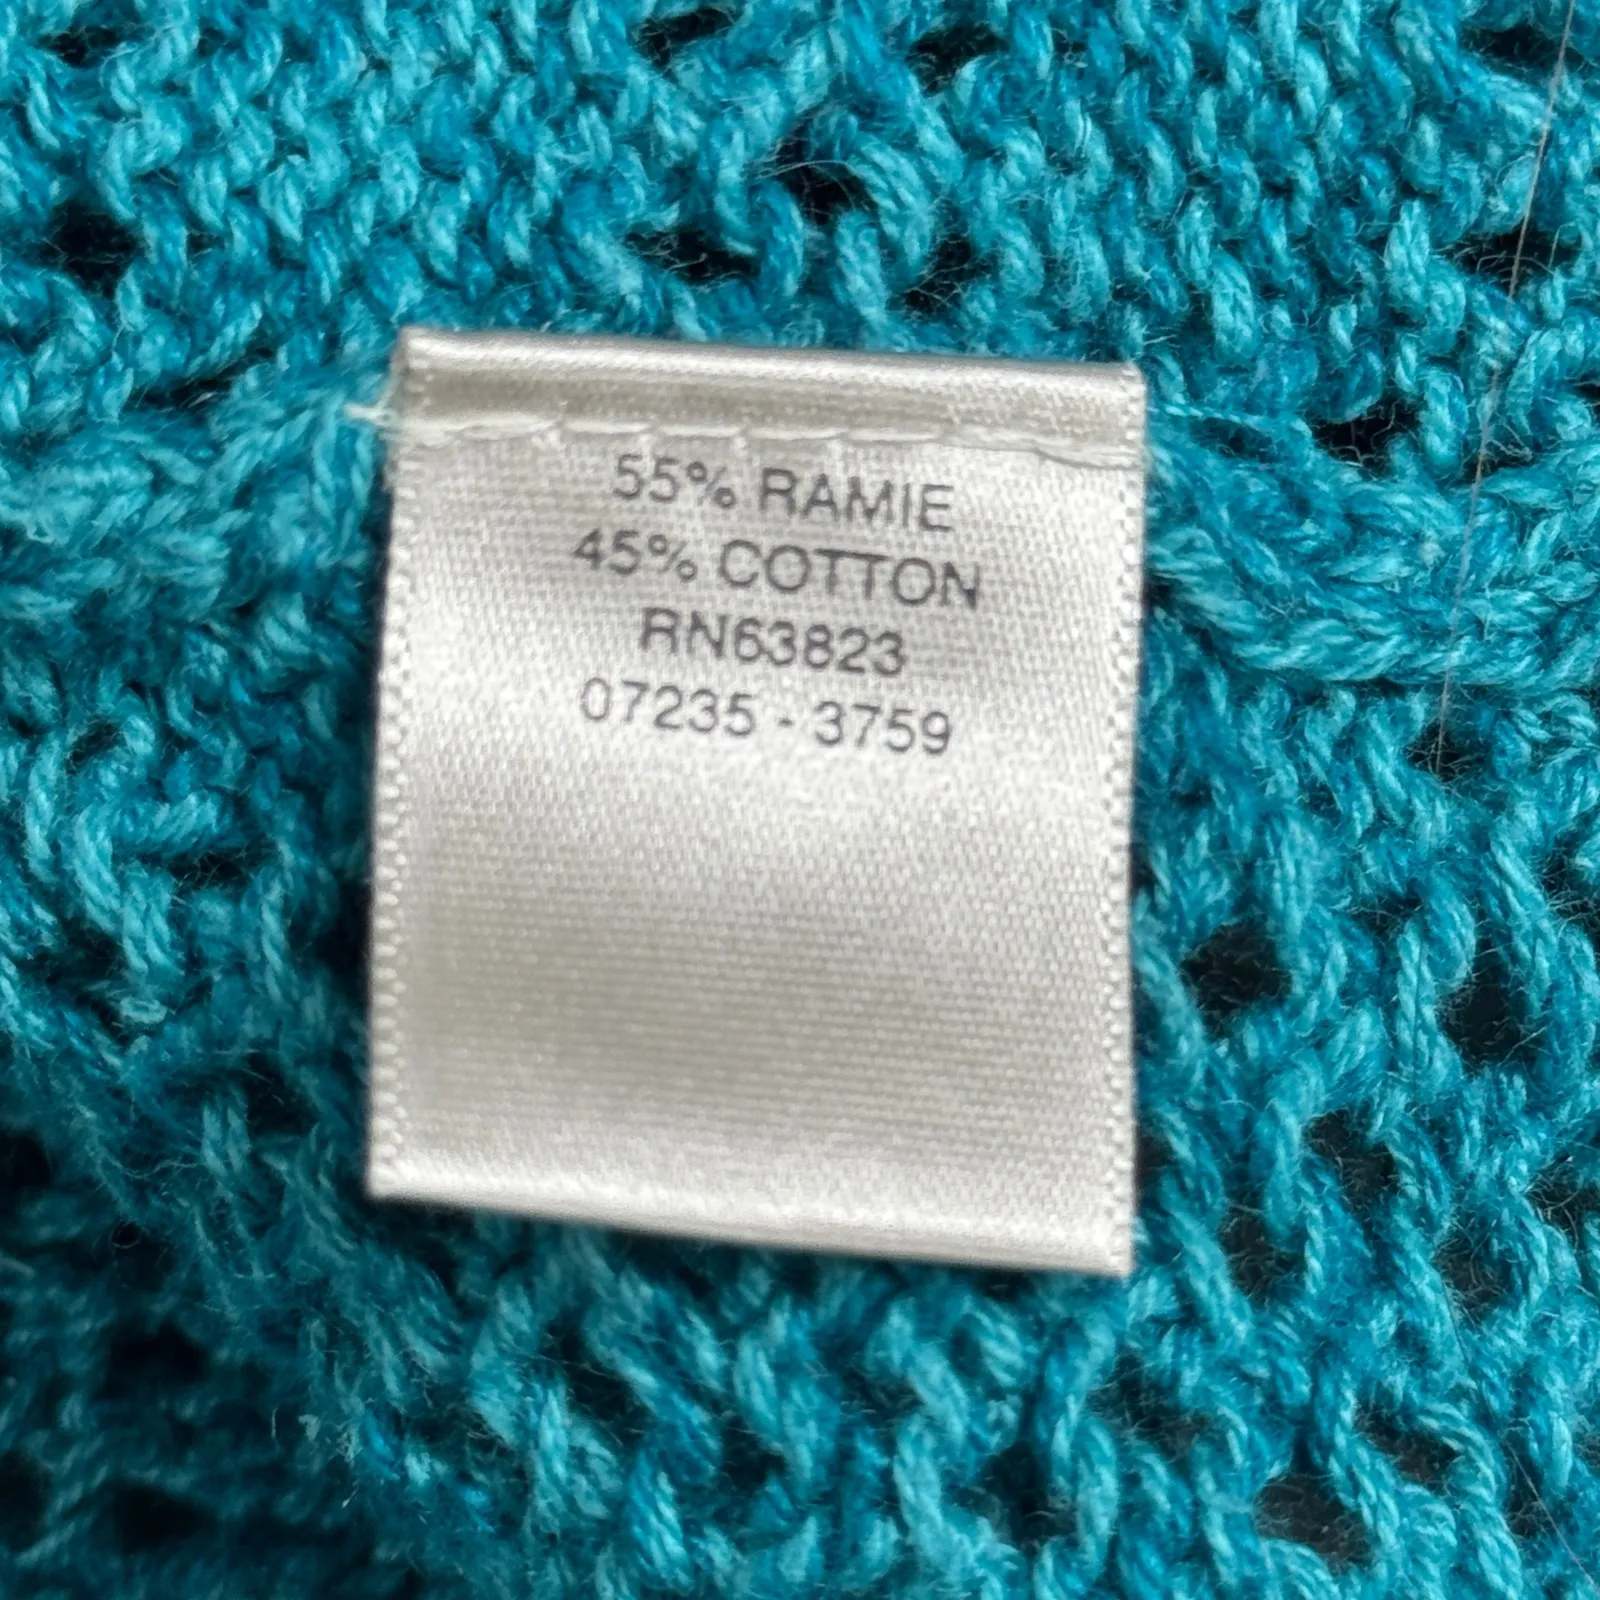 55% RAMIE
45% COTTON
RN63823
07235 - 3759